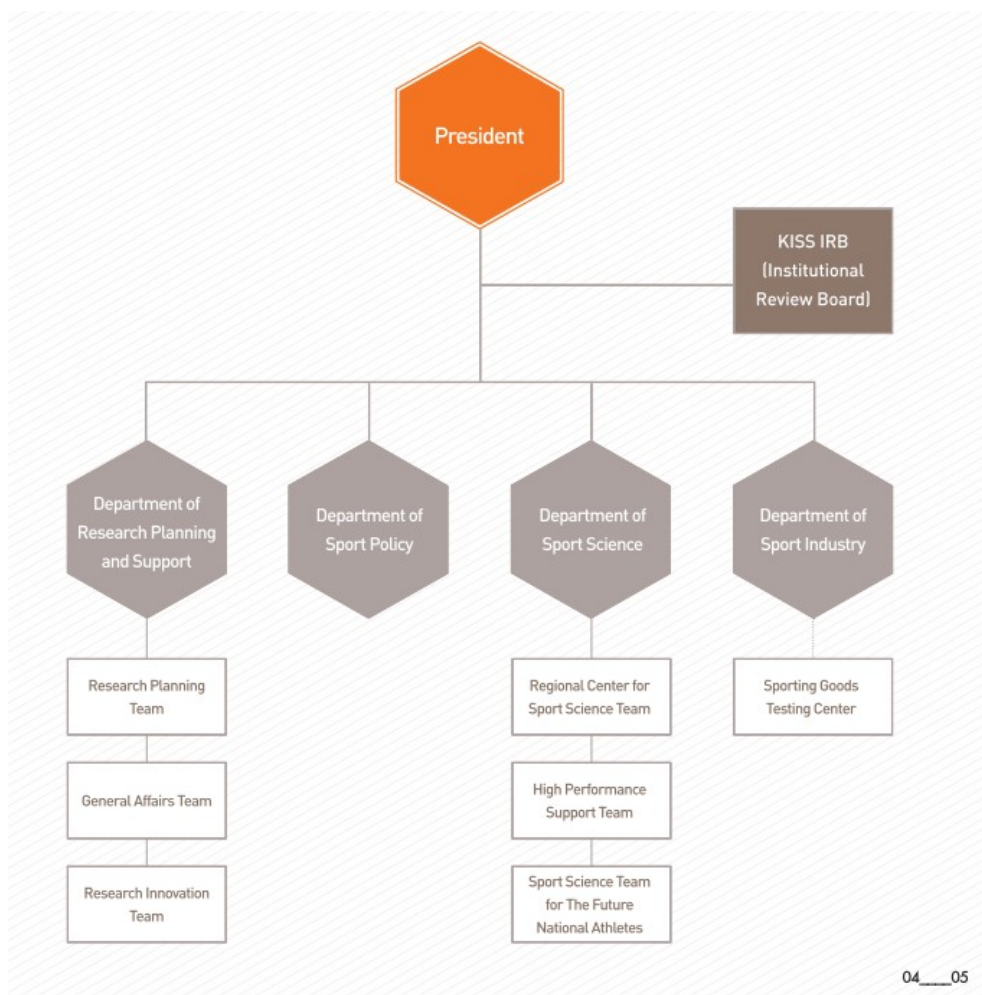 President
KISS IRB
(Institutional
Review Board)
Department of
Research Planning
and Support
Department of
Sport Policy
Department of
Sport Science
Department of
Sport Industry
Research Planning
Team
Regional Center for
Sport Science Team
Sporting Goods
Testing Center
General Affairs Team
High Performance
Support Team
Research Innovation
Team
Sport Science Team
for The Future
National Athletes
04___05